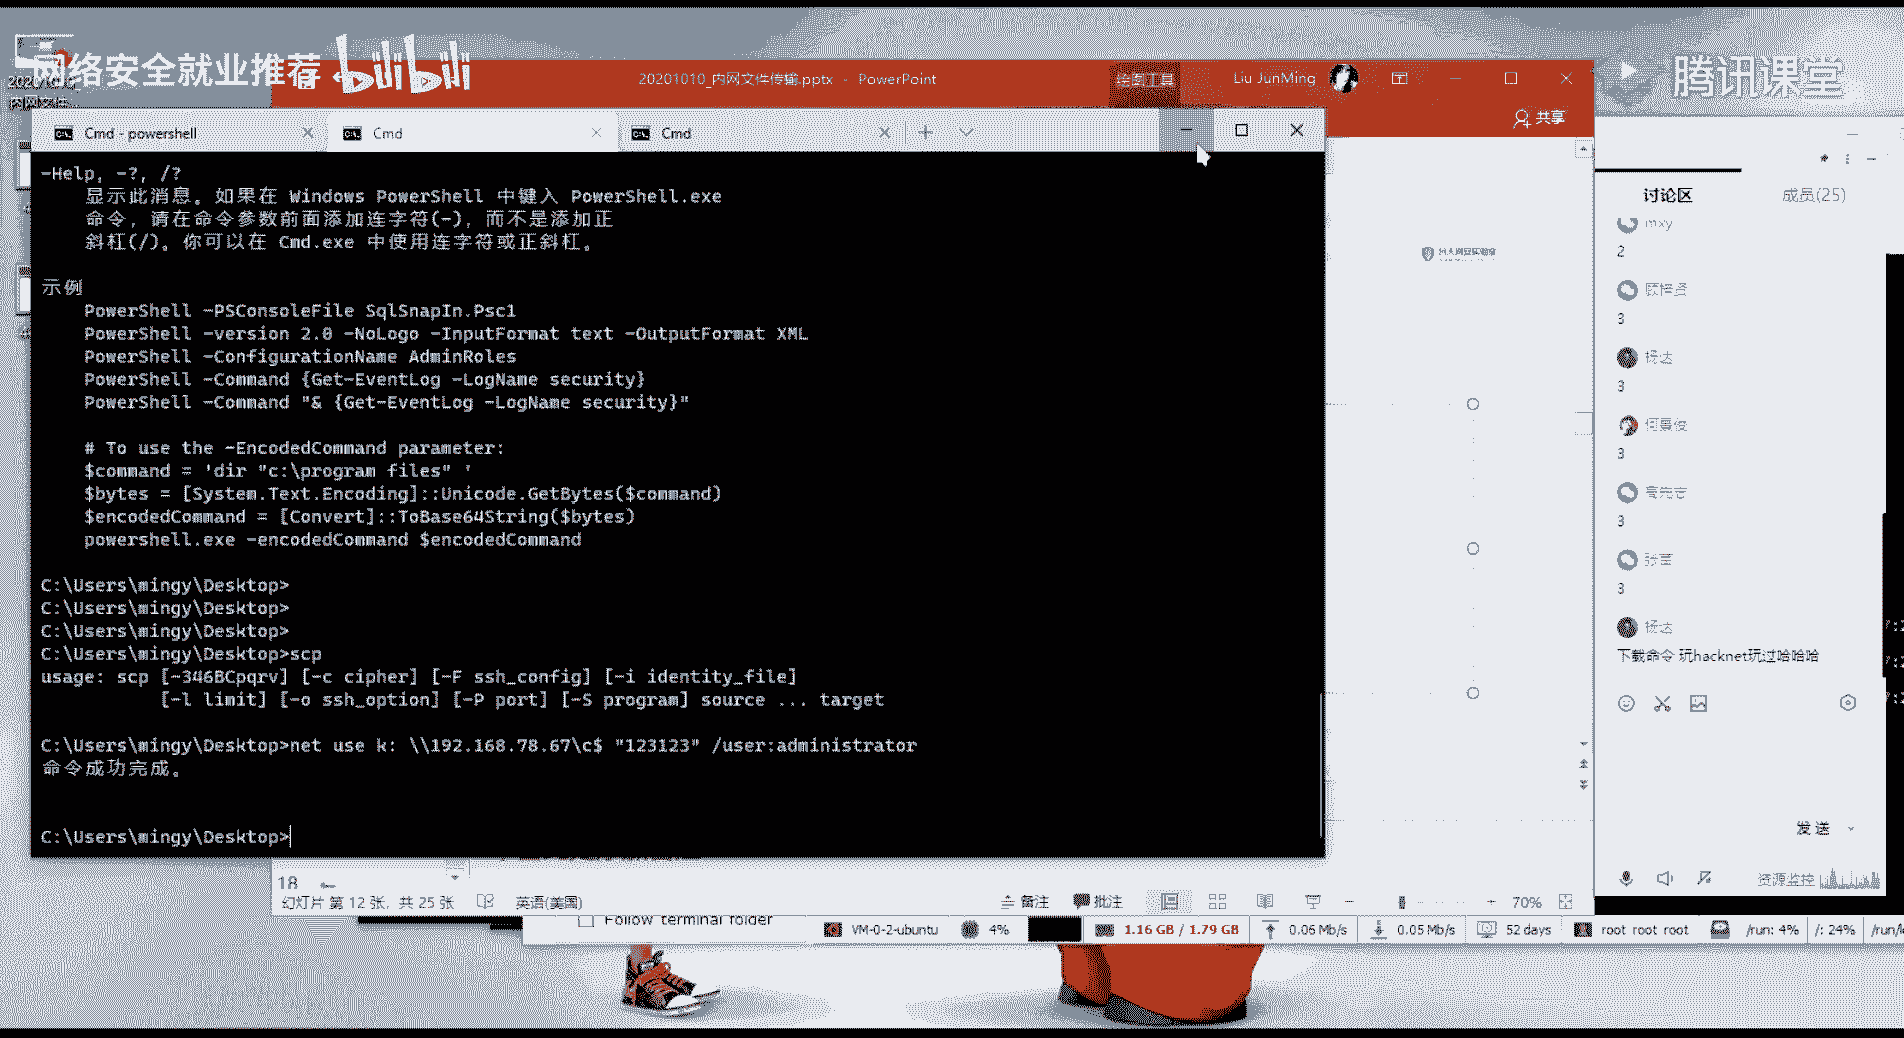 网络安全就业推荐 bilibili
腾讯课堂
20201010_内网文件传输.pptx - PowerPoint
绘图工具
Liu JunMing
共享
Cmd - powershell
Cmd
Cmd
-Help, -?, /?
显示此消息。如果在 Windows PowerShell 中键入 PowerShell.exe
命令，请在命令参数前面添加连字符(-)，而不是添加正
斜杠(/)。你可以在 Cmd.exe 中使用连字符或正斜杠。
示例
PowerShell -PSConsoleFile SqlSnapIn.Psc1
PowerShell -version 2.0 -NoLogo -InputFormat text -OutputFormat XML
PowerShell -ConfigurationName AdminRoles
PowerShell -Command {Get-EventLog -LogName security}
PowerShell -Command "& {Get-EventLog -LogName security}"
# To use the -EncodedCommand parameter:
$command = 'dir "c:\program files" '
$bytes = [System.Text.Encoding]::Unicode.GetBytes($command)
$encodedCommand = [Convert]::ToBase64String($bytes)
powershell.exe -encodedCommand $encodedCommand
C:\Users\mingy\Desktop>
C:\Users\mingy\Desktop>
C:\Users\mingy\Desktop>
C:\Users\mingy\Desktop>scp
usage: scp [-346BCpqrv] [-c cipher] [-F ssh_config] [-i identity_file]
[-l limit] [-o ssh_option] [-P port] [-S program] source ... target
C:\Users\mingy\Desktop>net use k: \\192.168.78.67\c$ "123123" /user:administrator
命令成功完成。
C:\Users\mingy\Desktop>
讨论区
成员(25)
mxy
2
3
杨达
3
3
3
3
杨达
下载命令 玩hacknet玩过哈哈哈
发送
资源监控
18
幻灯片 第 12 张，共 25 张
英语(美国)
备注
批注
70%
Follow terminal folder
VM-0-2-ubuntu
4%
1.16 GB / 1.79 GB
0.06 Mb/s
0.05 Mb/s
52 days
root root root
/run: 4%
/: 24%